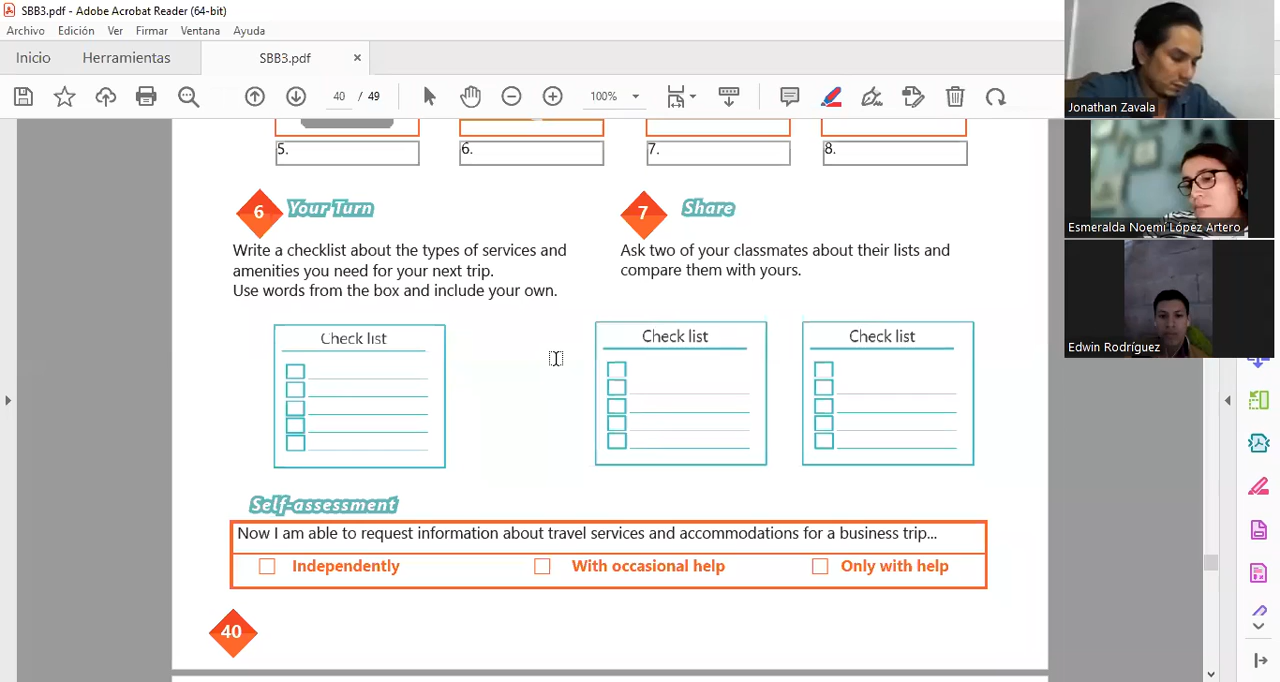 SBB3.pdf - Adobe Acrobat Reader (64-bit)
Archivo Edición Ver Firmar Ventana Ayuda
Inicio Herramientas SBB3.pdf ×
40 / 49 100%
5. 6. 7. 8.
6 Your Turn
Write a checklist about the types of services and
amenities you need for your next trip.
Use words from the box and include your own.
Check list
7 Share
Ask two of your classmates about their lists and
compare them with yours.
Check list
Check list
Self-assessment
Now I am able to request information about travel services and accommodations for a business trip...
Independently With occasional help Only with help
40
Jonathan Zavala
Esmeralda Noemí López Artero
Edwin Rodríguez